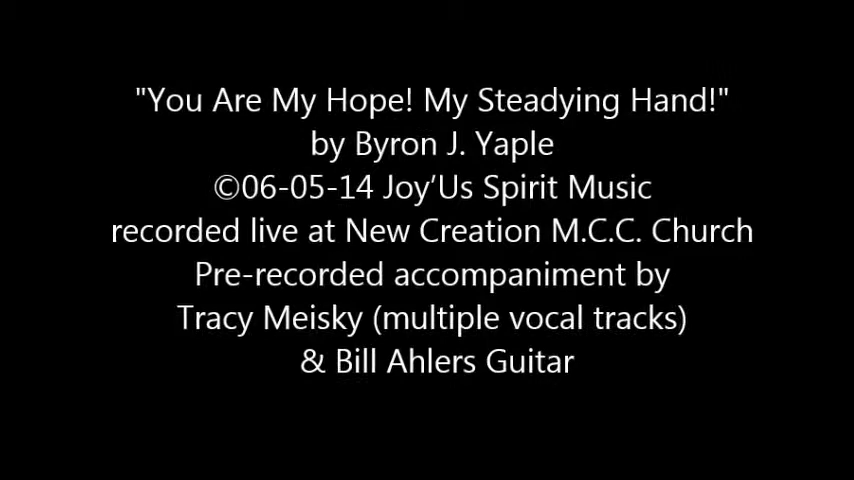 "You Are My Hope! My Steadying Hand!"
by Byron J. Yaple
©06-05-14 Joy’Us Spirit Music
recorded live at New Creation M.C.C. Church
Pre-recorded accompaniment by
Tracy Meisky (multiple vocal tracks)
& Bill Ahlers Guitar